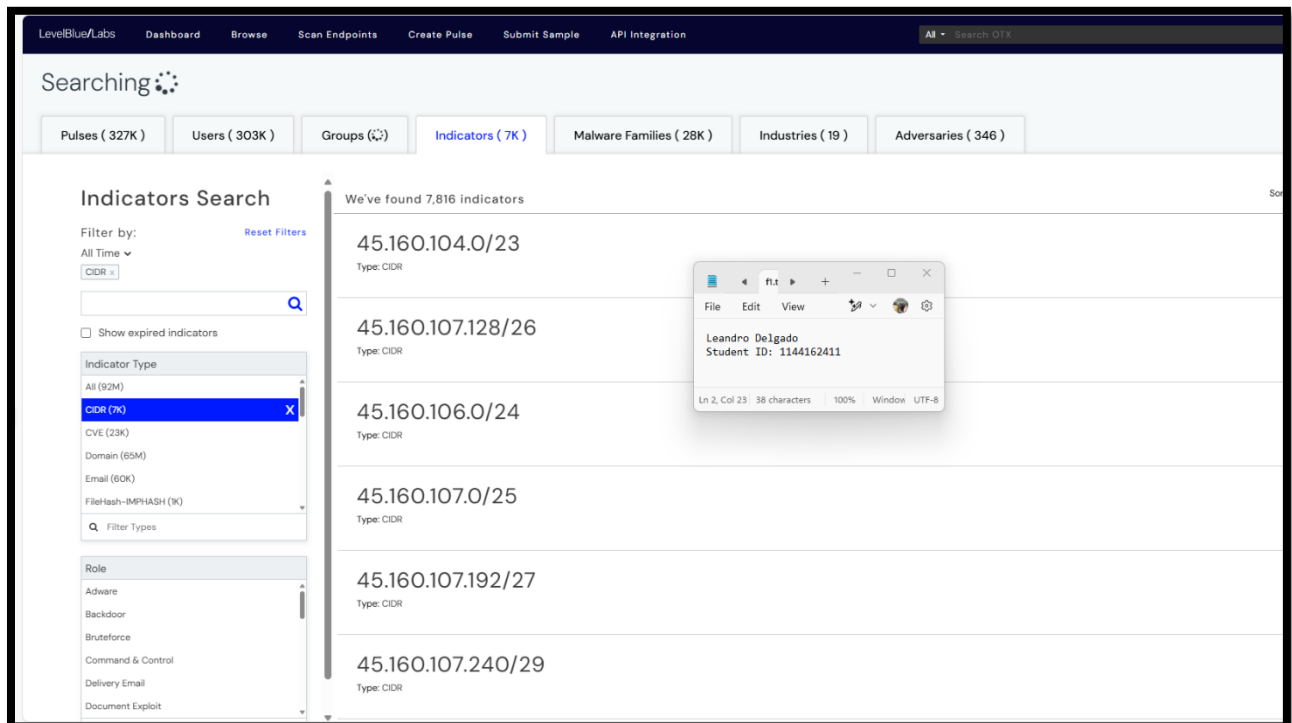 LevelBlue/Labs Dashboard Browse Scan Endpoints Create Pulse Submit Sample API Integration All Search OTX
Searching
Pulses ( 327K ) Users ( 303K ) Groups ( ) Indicators ( 7K ) Malware Families ( 28K ) Industries ( 19 ) Adversaries ( 346 )
Indicators Search
Filter by: Reset Filters
All Time
CIDR x
Show expired indicators
Indicator Type
All (92M)
CIDR (7K) X
CVE (23K)
Domain (65M)
Email (60K)
FileHash-IMPHASH (1K)
Filter Types
Role
Adware
Backdoor
Bruteforce
Command & Control
Delivery Email
Document Exploit
We've found 7,816 indicators
45.160.104.0/23
Type: CIDR
45.160.107.128/26
Type: CIDR
45.160.106.0/24
Type: CIDR
45.160.107.0/25
Type: CIDR
45.160.107.192/27
Type: CIDR
45.160.107.240/29
Type: CIDR
f1.t
File Edit View
Leandro Delgado
Student ID: 1144162411
Ln 2, Col 23 38 characters 100% Window UTF-8